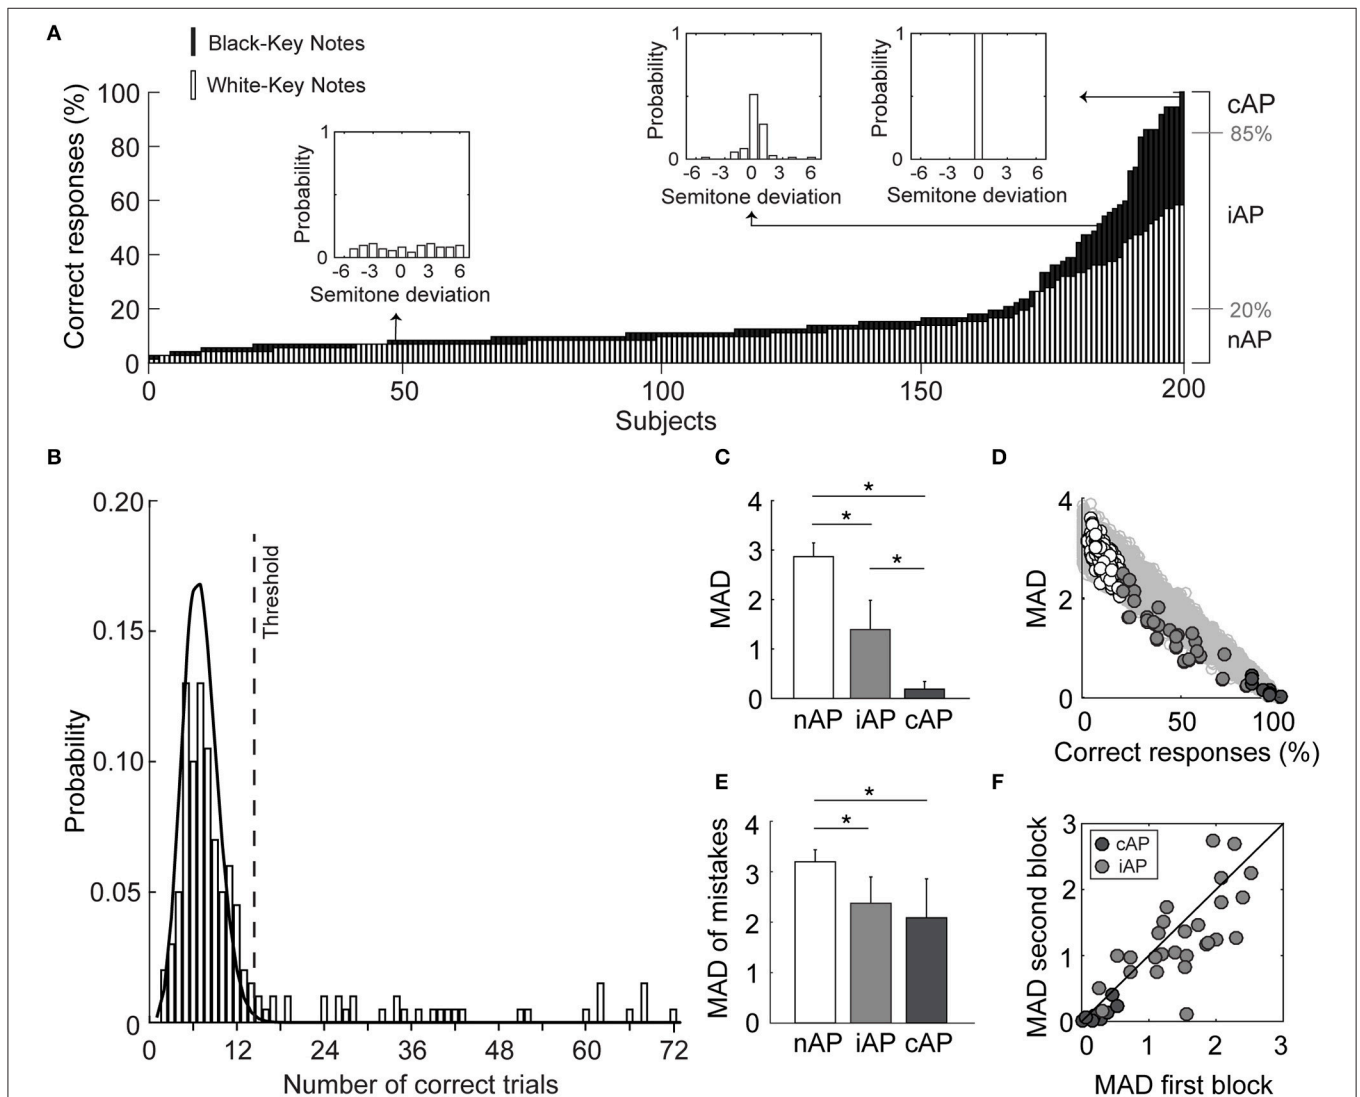 A
Black-Key Notes
White-Key Notes
Correct responses (%)
100
80
60
40
20
0
0
50
100
150
200
Subjects
Probability
1
0
-6 -3 0 3 6
Semitone deviation
Probability
1
0
-6 -3 0 3 6
Semitone deviation
Probability
1
0
-6 -3 0 3 6
Semitone deviation
cAP
85%
iAP
20%
nAP
B
Probability
0.20
0.15
0.10
0.05
0
Threshold
0 12 24 36 48 60 72
Number of correct trials
C
MAD
4
3
2
1
0
*
*
*
nAP iAP cAP
D
MAD
4
2
0
0 50 100
Correct responses (%)
E
MAD of mistakes
4
3
2
1
0
*
*
nAP iAP cAP
F
MAD second block
3
2
1
0
cAP
iAP
0 1 2 3
MAD first block